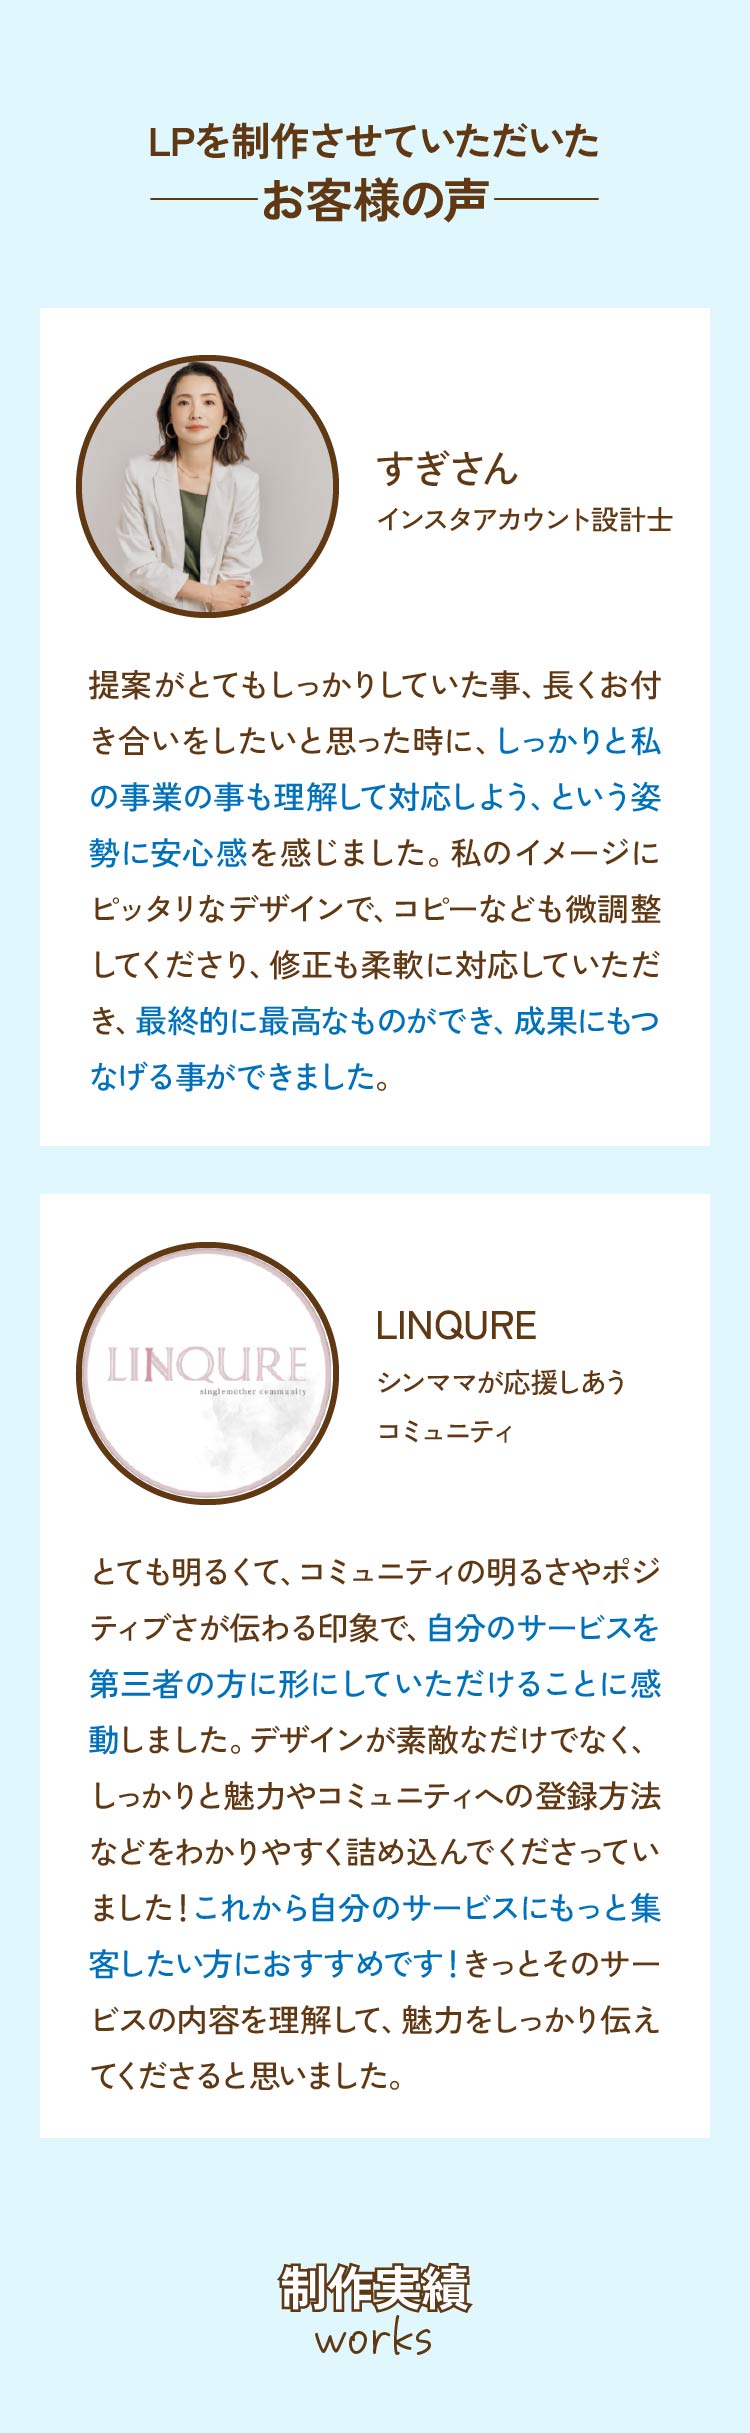 LPを制作させていただいた
お客様の声
すぎさん
インスタアカウント設計士
提案がとてもしっかりしていた事、長くお付
き合いをしたいと思った時に、しっかりと私
の事業の事も理解して対応しよう、という姿
勢に安心感を感じました。私のイメージに
ピッタリなデザインで、コピーなども微調整
してくださり、修正も柔軟に対応していただ
き、最終的に最高なものができ、成果にもつ
なげる事ができました。
LINQURE
singlemother community
LINQURE
シンママが応援しあう
コミュニティ
とても明るくて、コミュニティの明るさやポジ
ティブさが伝わる印象で、自分のサービスを
第三者の方に形にしていただけることに感
動しました。デザインが素敵なだけでなく、
しっかりと魅力やコミュニティへの登録方法
などをわかりやすく詰め込んでくださってい
ました！これから自分のサービスにもっと集
客したい方におすすめです！きっとそのサー
ビスの内容を理解して、魅力をしっかり伝え
てくださると思いました。
制作実績
works